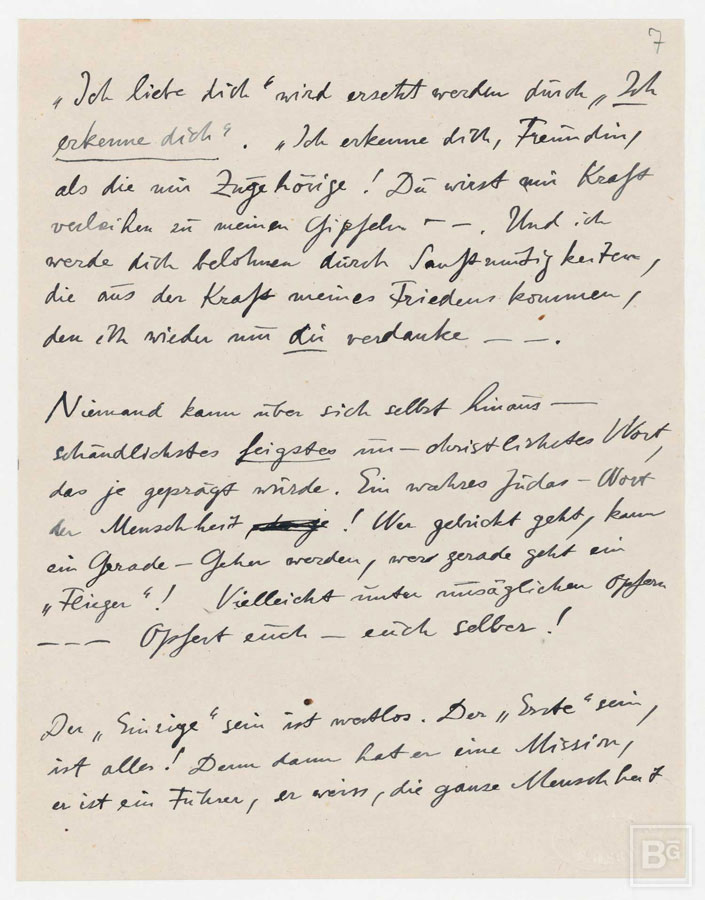 7
„Ich liebe dich“ wird ersetzt werden durch „Ich
erkenne dich“. „Ich erkenne dich, Freundin,
als die mir Zugehörige! Du wirst mir Kraft
verleihen zu meinen Gipfeln – –. Und ich
werde dich belohnen durch Sanftmütigkeiten,
die aus der Kraft meines Friedens kommen,
den ich wieder nur dir verdanke – –.
Niemand kann über sich selbst hinaus –
schändlichstes feigstes un-christlichstes Wort,
das je geprägt wurde. Ein wahres Judas-Wort
der Menschheit! Wer gebückt geht, kann
ein Gerade-Geher werden, wer gerade geht ein
„Flieger“! Vielleicht unter unsäglichen Opfern
– – – Opfert euch – euch selber!
Der „Einzige“ sein ist wertlos. Der „Erste“ sein,
ist alles! Denn dann hat er eine Mission,
er ist ein Führer, er weiss, die ganze Menschheit
BG